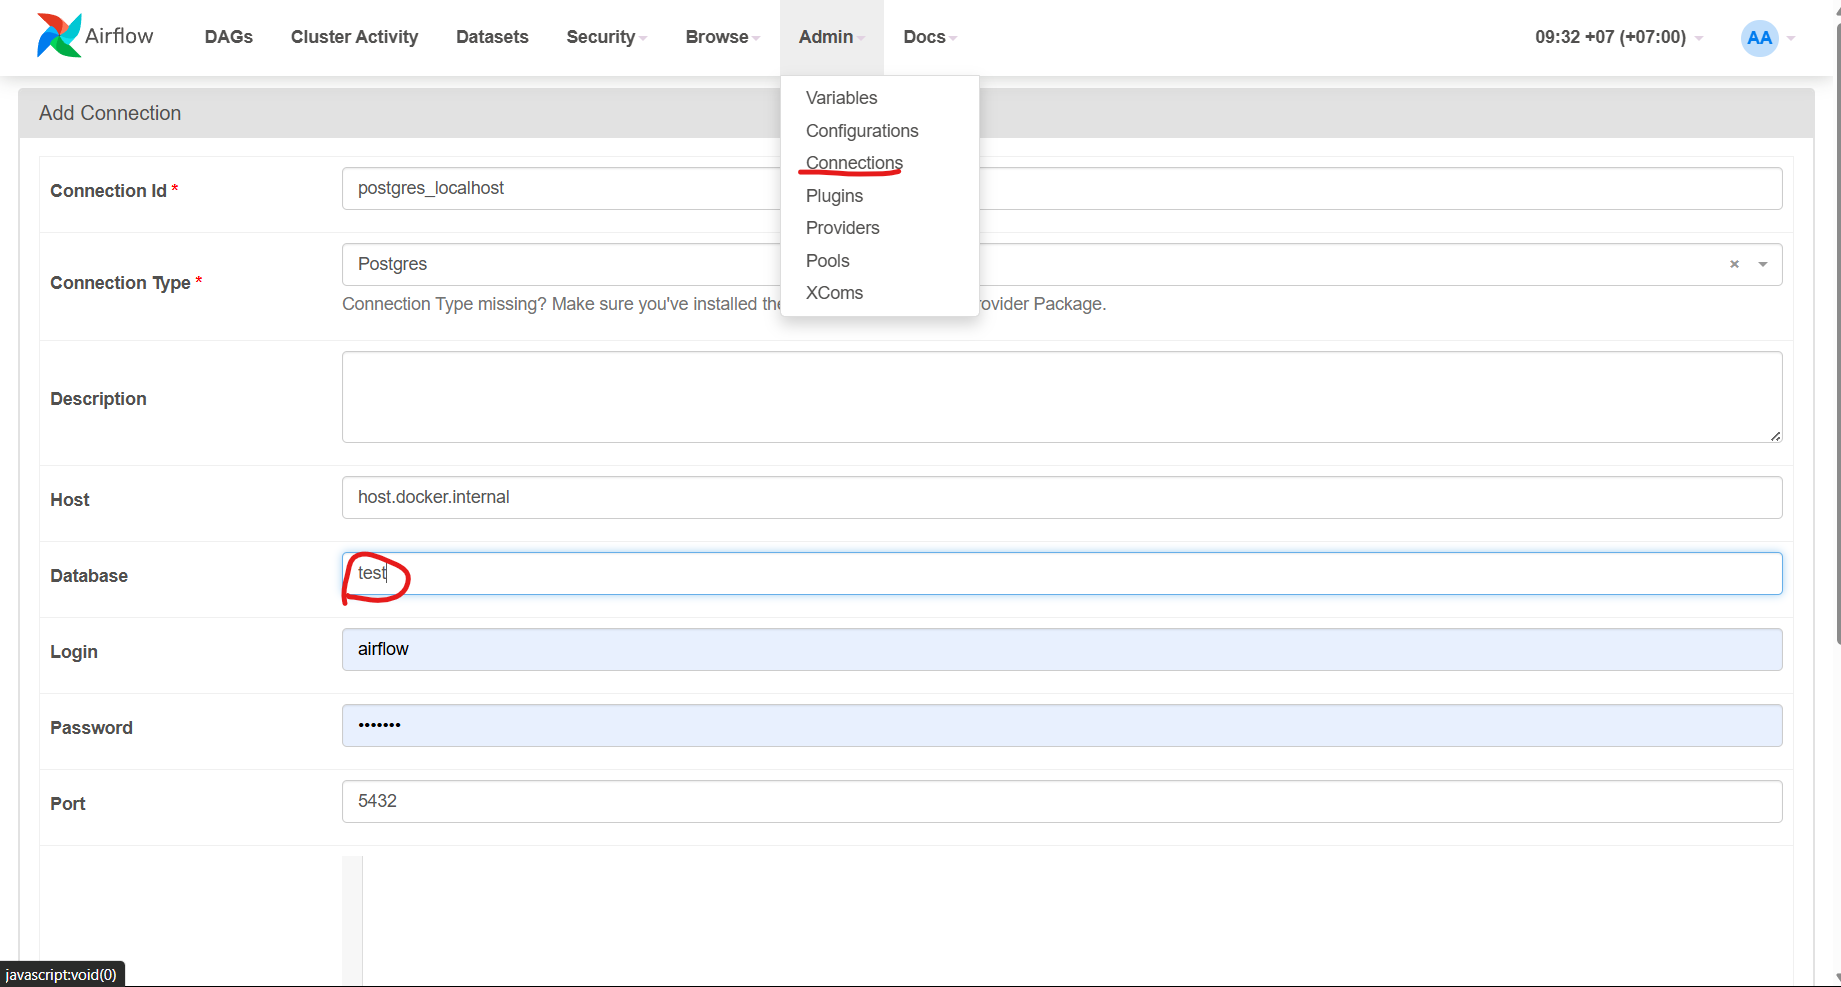 Airflow
DAGs
Cluster Activity
Datasets
Security
Browse
Admin
Docs
09:32 +07 (+07:00)
AA
Variables
Configurations
Connections
Plugins
Providers
Pools
XComs
Add Connection
Connection Id *
postgres_localhost
Connection Type *
Postgres
×
Connection Type missing? Make sure you've installed the ovider Package.
Description
Host
host.docker.internal
Database
test
Login
airflow
Password
•••••••
Port
5432
javascript:void(0)